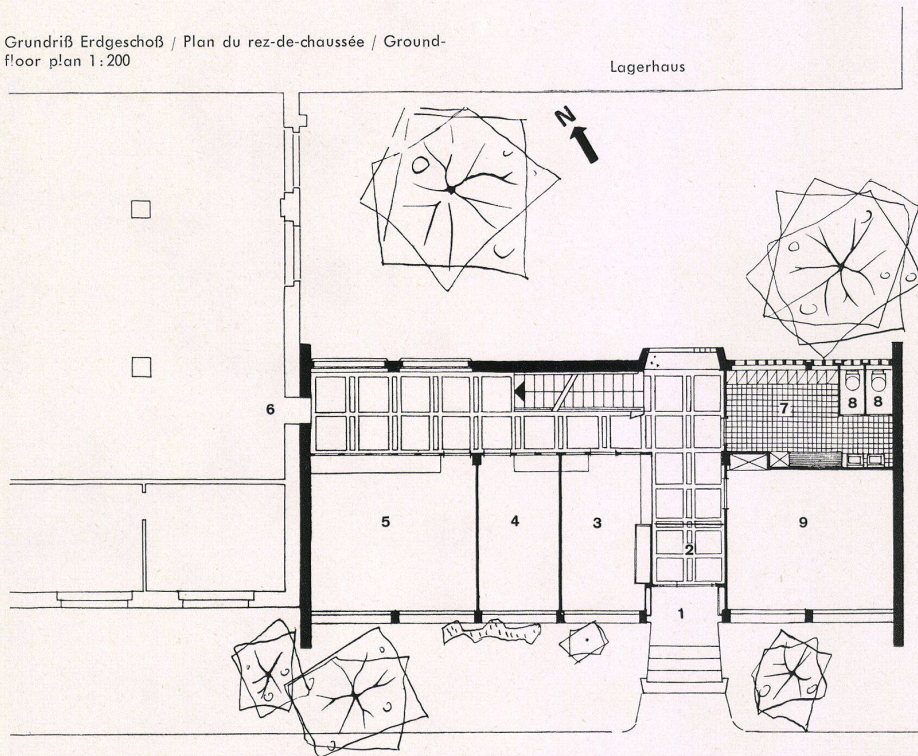 Grundriß Erdgeschoß / Plan du rez-de-chaussée / Ground-
floor plan 1:200
Lagerhaus
N
6
7
8 8
5
4
3
9
2
1